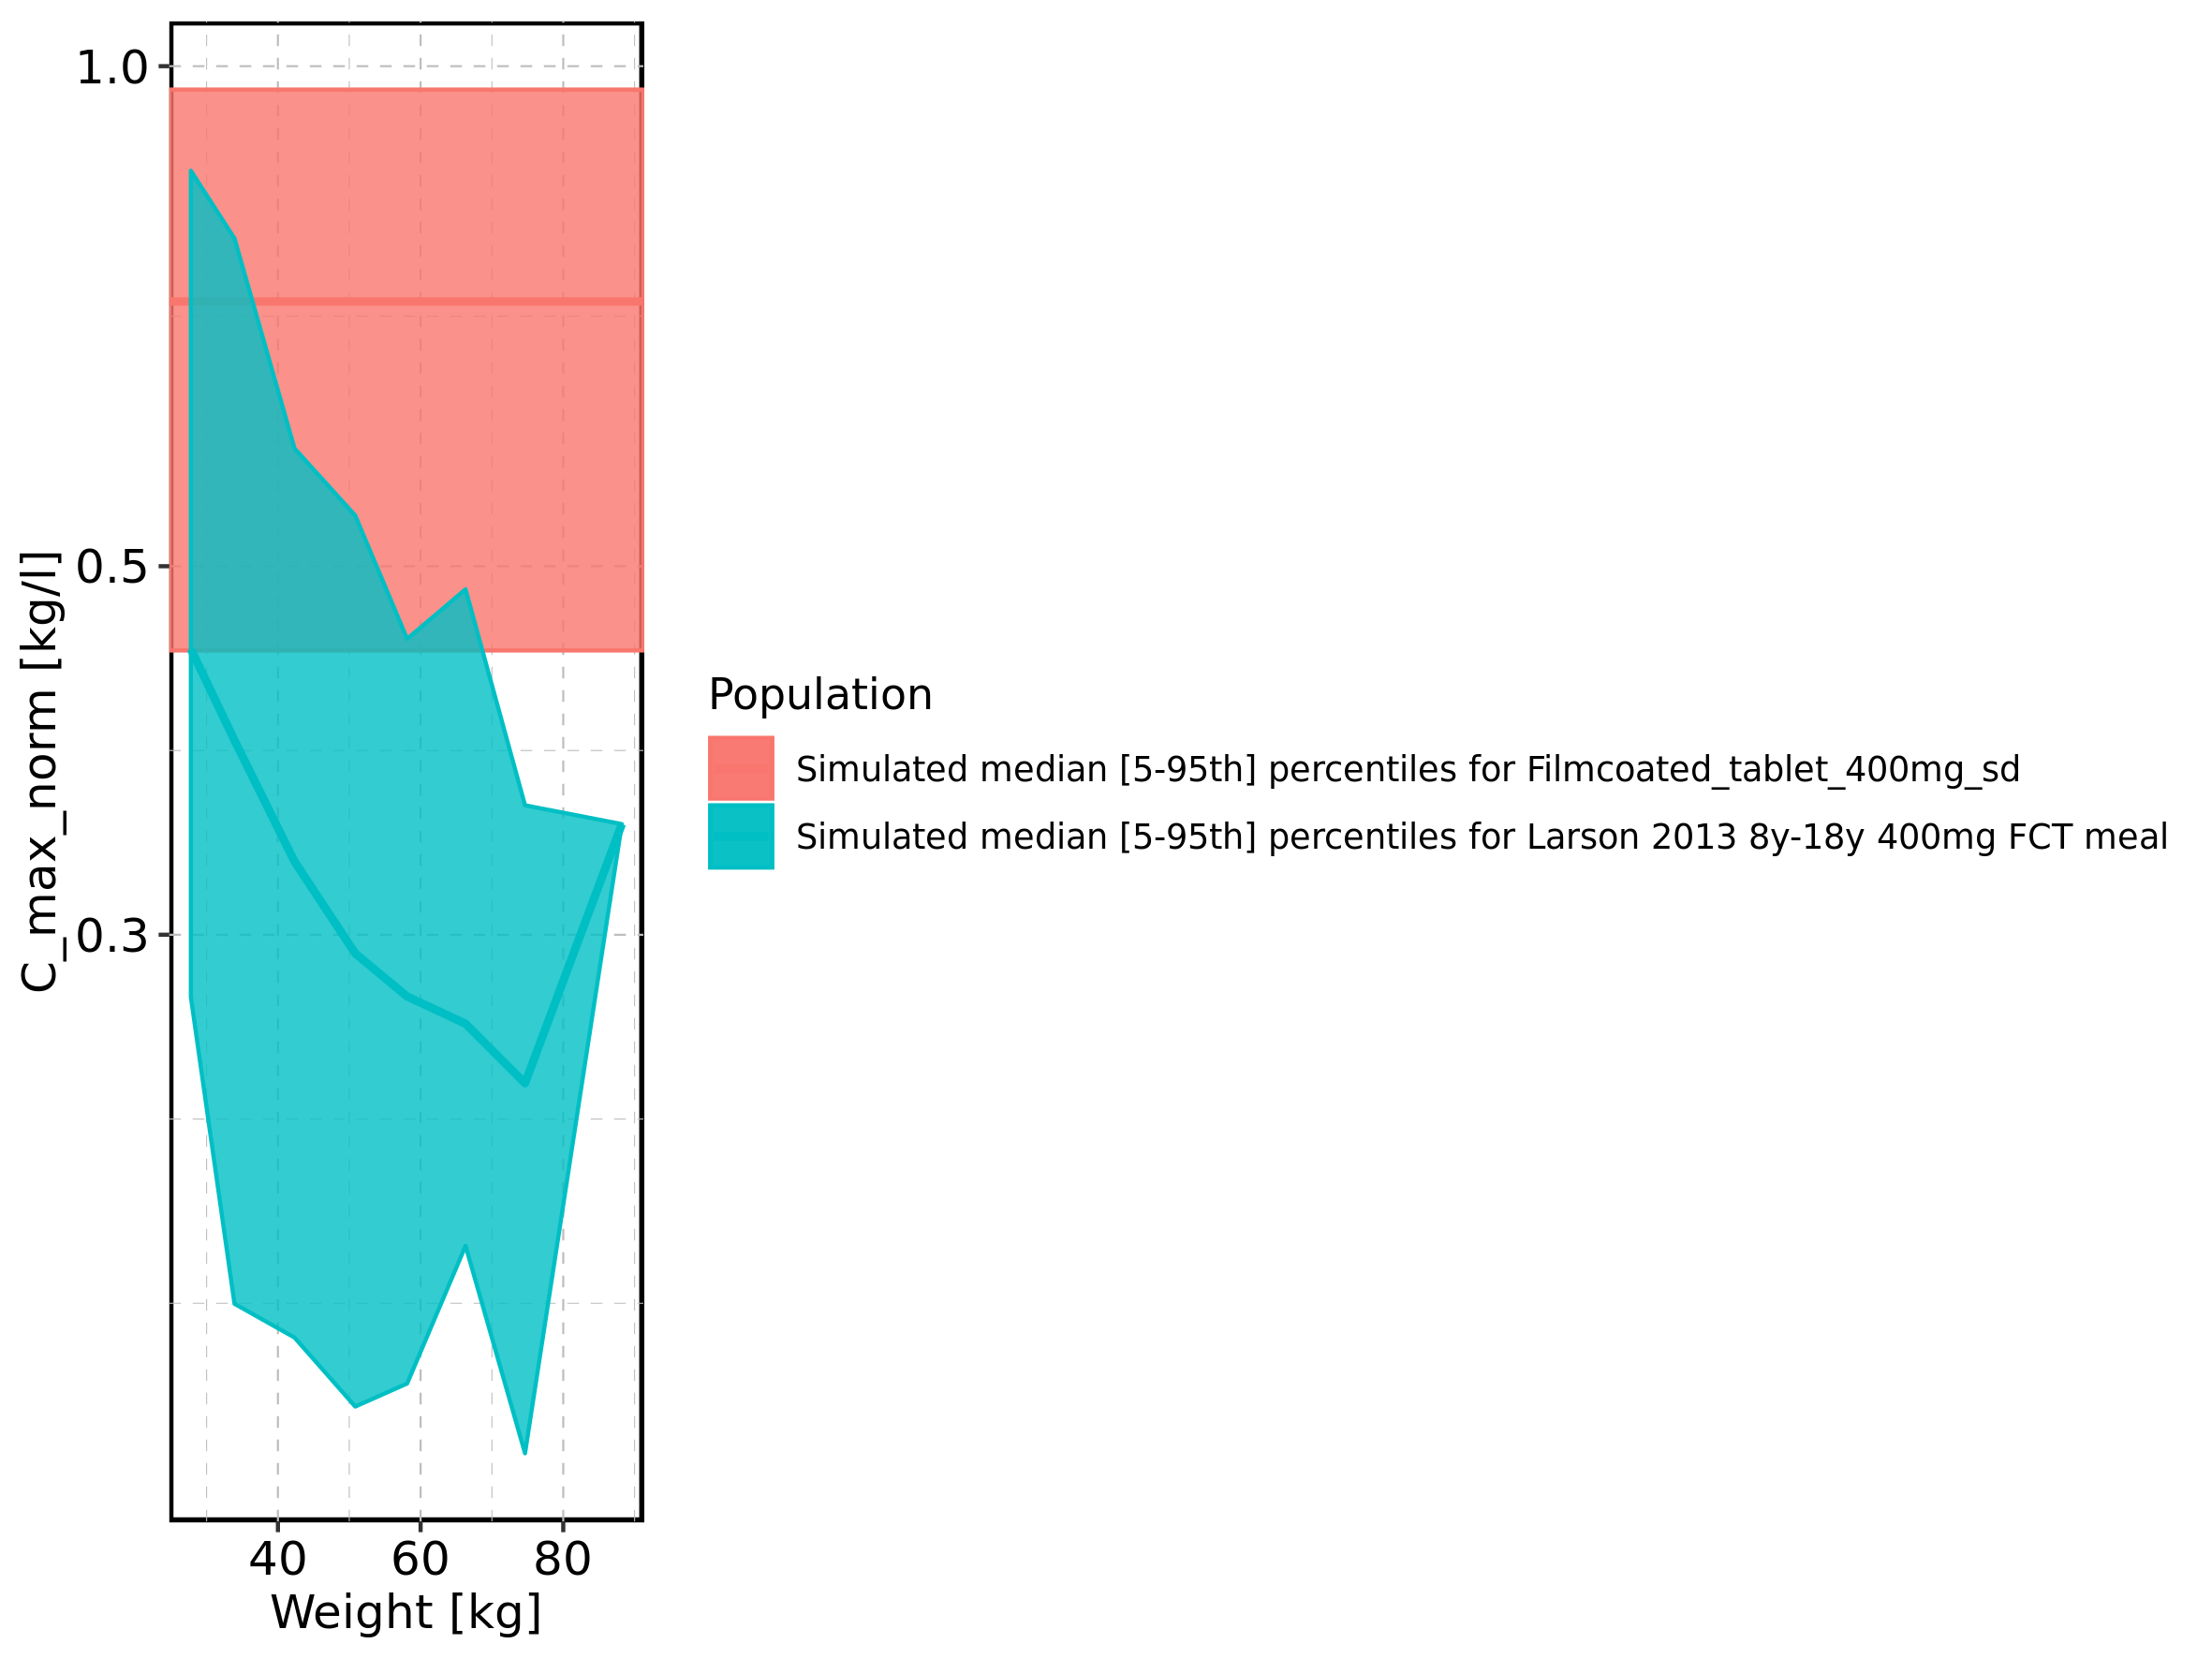 C_max_norm [kg/l]
1.0
0.5
0.3
40 60 80
Weight [kg]
Population
Simulated median [5-95th] percentiles for Filmcoated_tablet_400mg_sd
Simulated median [5-95th] percentiles for Larson 2013 8y-18y 400mg FCT meal